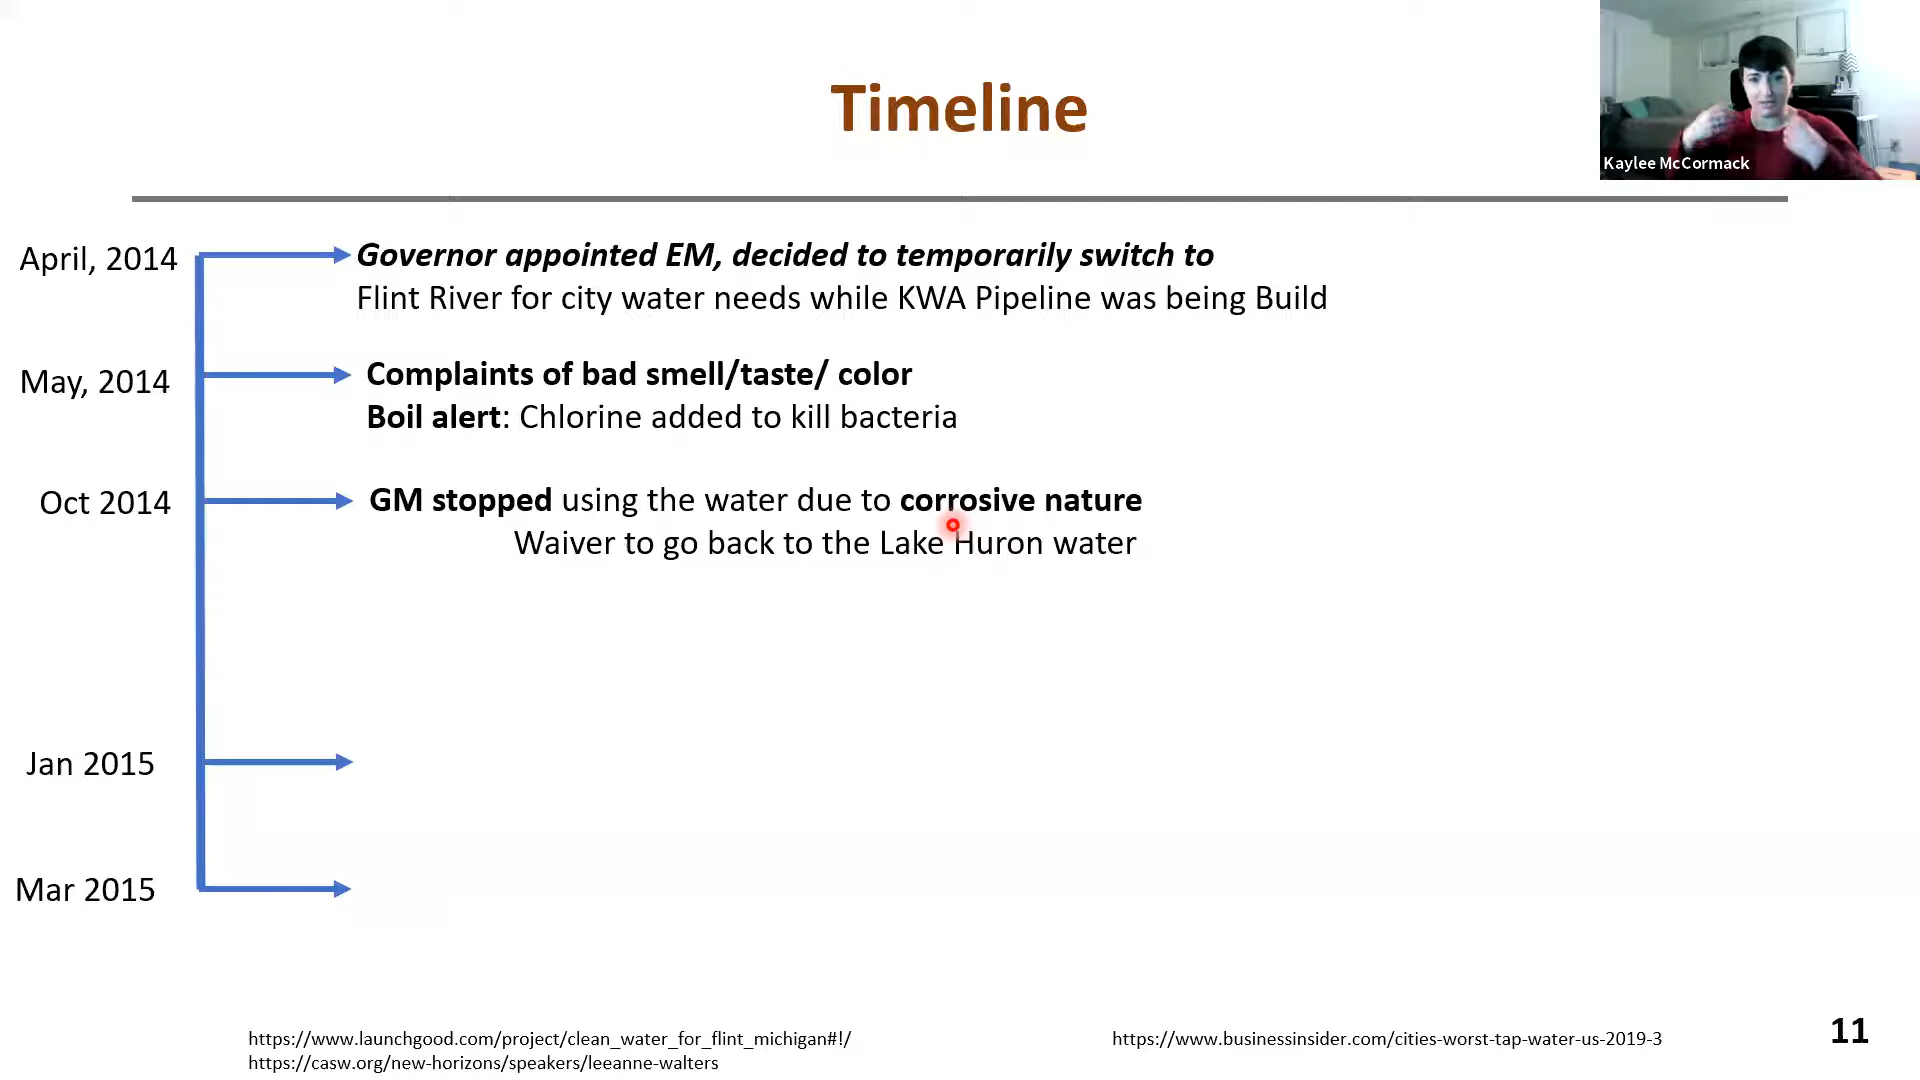 Timeline
Kaylee McCormack
April, 2014
Governor appointed EM, decided to temporarily switch to
Flint River for city water needs while KWA Pipeline was being Build
May, 2014
Complaints of bad smell/taste/ color
Boil alert: Chlorine added to kill bacteria
Oct 2014
GM stopped using the water due to corrosive nature
Waiver to go back to the Lake Huron water
Jan 2015
Mar 2015
https://www.launchgood.com/project/clean_water_for_flint_michigan#!/
https://casw.org/new-horizons/speakers/leeanne-walters
https://www.businessinsider.com/cities-worst-tap-water-us-2019-3
11